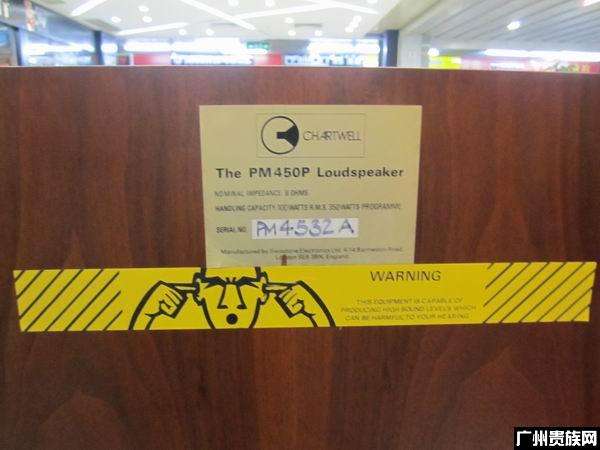 CHARTWELL
The PM450P Loudspeaker
NOMINAL IMPEDANCE 8 OHMS
HANDLING CAPACITY 100 WATTS R.M.S. 350 WATTS PROGRAMME
SERIAL NO. PM4532A
Manufactured by Swisstone Electronics Ltd. 4-14 Barmeston Road,
London SE6 3BN, England.
WARNING
THIS EQUIPMENT IS CAPABLE OF
PRODUCING HIGH SOUND LEVELS WHICH
CAN BE HARMFUL TO YOUR HEARING.
广州贵族网